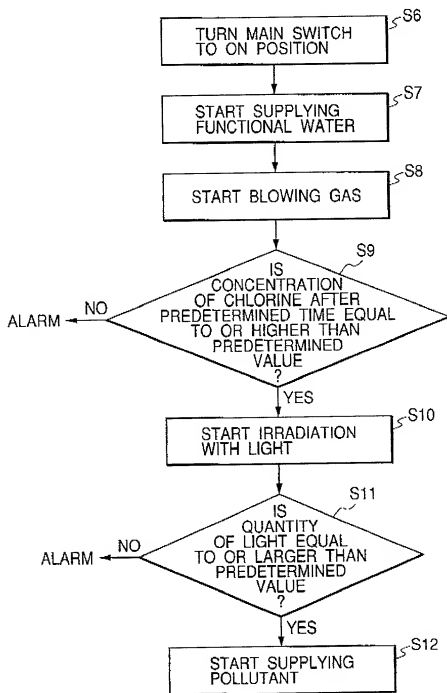 S6
TURN MAIN SWITCH
TO ON POSITION
S7
START SUPPLYING
FUNCTIONAL WATER
S8
START BLOWING GAS
S9
IS
CONCENTRATION
OF CHLORINE AFTER
PREDETERMINED TIME EQUAL
TO OR HIGHER THAN
PREDETERMINED
VALUE
?
NO
ALARM
YES
S10
START IRRADIATION
WITH LIGHT
S11
IS
QUANTITY
OF LIGHT EQUAL
TO OR LARGER THAN
PREDETERMINED
VALUE
?
NO
ALARM
YES
S12
START SUPPLYING
POLLUTANT